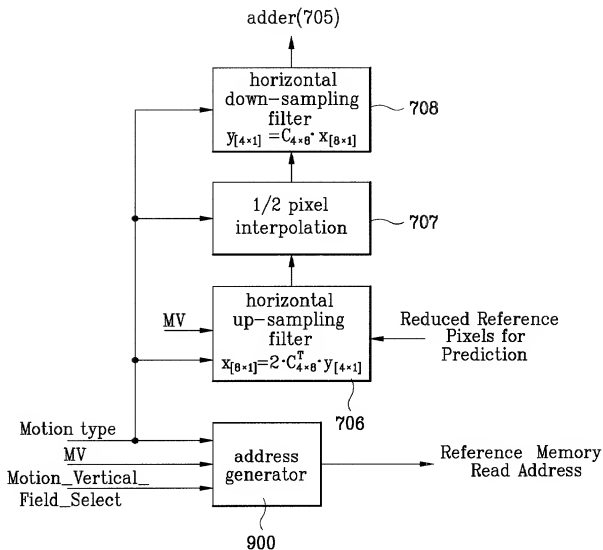 adder(705)
horizontal
down-sampling
filter
y[4×1] = C4×8 · x[8×1]
708
1/2 pixel
interpolation
707
MV
horizontal
up-sampling
filter
x[8×1]=2·C^T4×8·y[4×1]
706
Reduced Reference
Pixels for
Prediction
Motion type
MV
Motion_Vertical_
Field_Select
address
generator
900
Reference Memory
Read Address